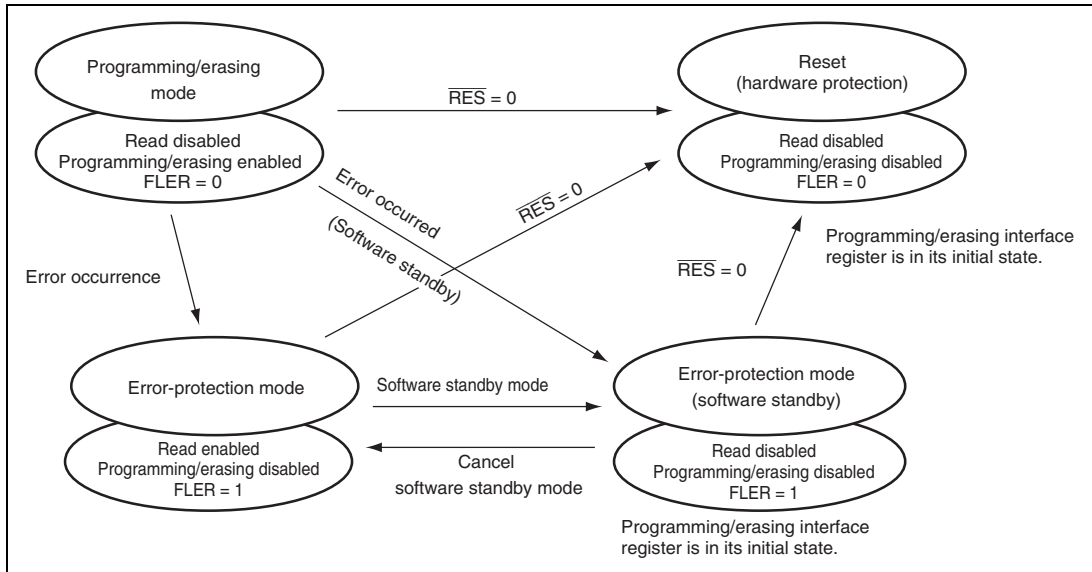 Programming/erasing
mode
Read disabled
Programming/erasing enabled
FLER = 0
RES = 0
Reset
(hardware protection)
Read disabled
Programming/erasing disabled
FLER = 0
Programming/erasing interface
register is in its initial state.
Error occurred
(Software standby)
RES = 0
RES = 0
Error occurrence
Error-protection mode
Read enabled
Programming/erasing disabled
FLER = 1
Software standby mode
Cancel
software standby mode
Error-protection mode
(software standby)
Read disabled
Programming/erasing disabled
FLER = 1
Programming/erasing interface
register is in its initial state.